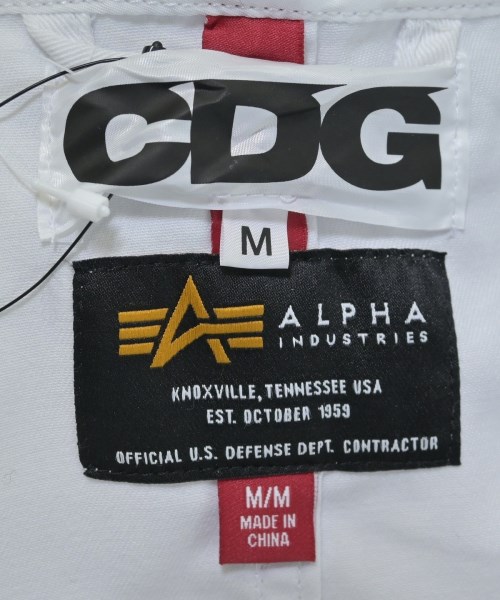 CDG
M
ALPHA
INDUSTRIES
KNOXVILLE, TENNESSEE USA
EST. OCTOBER 1959
OFFICIAL U.S. DEFENSE DEPT. CONTRACTOR
M/M
MADE IN
CHINA